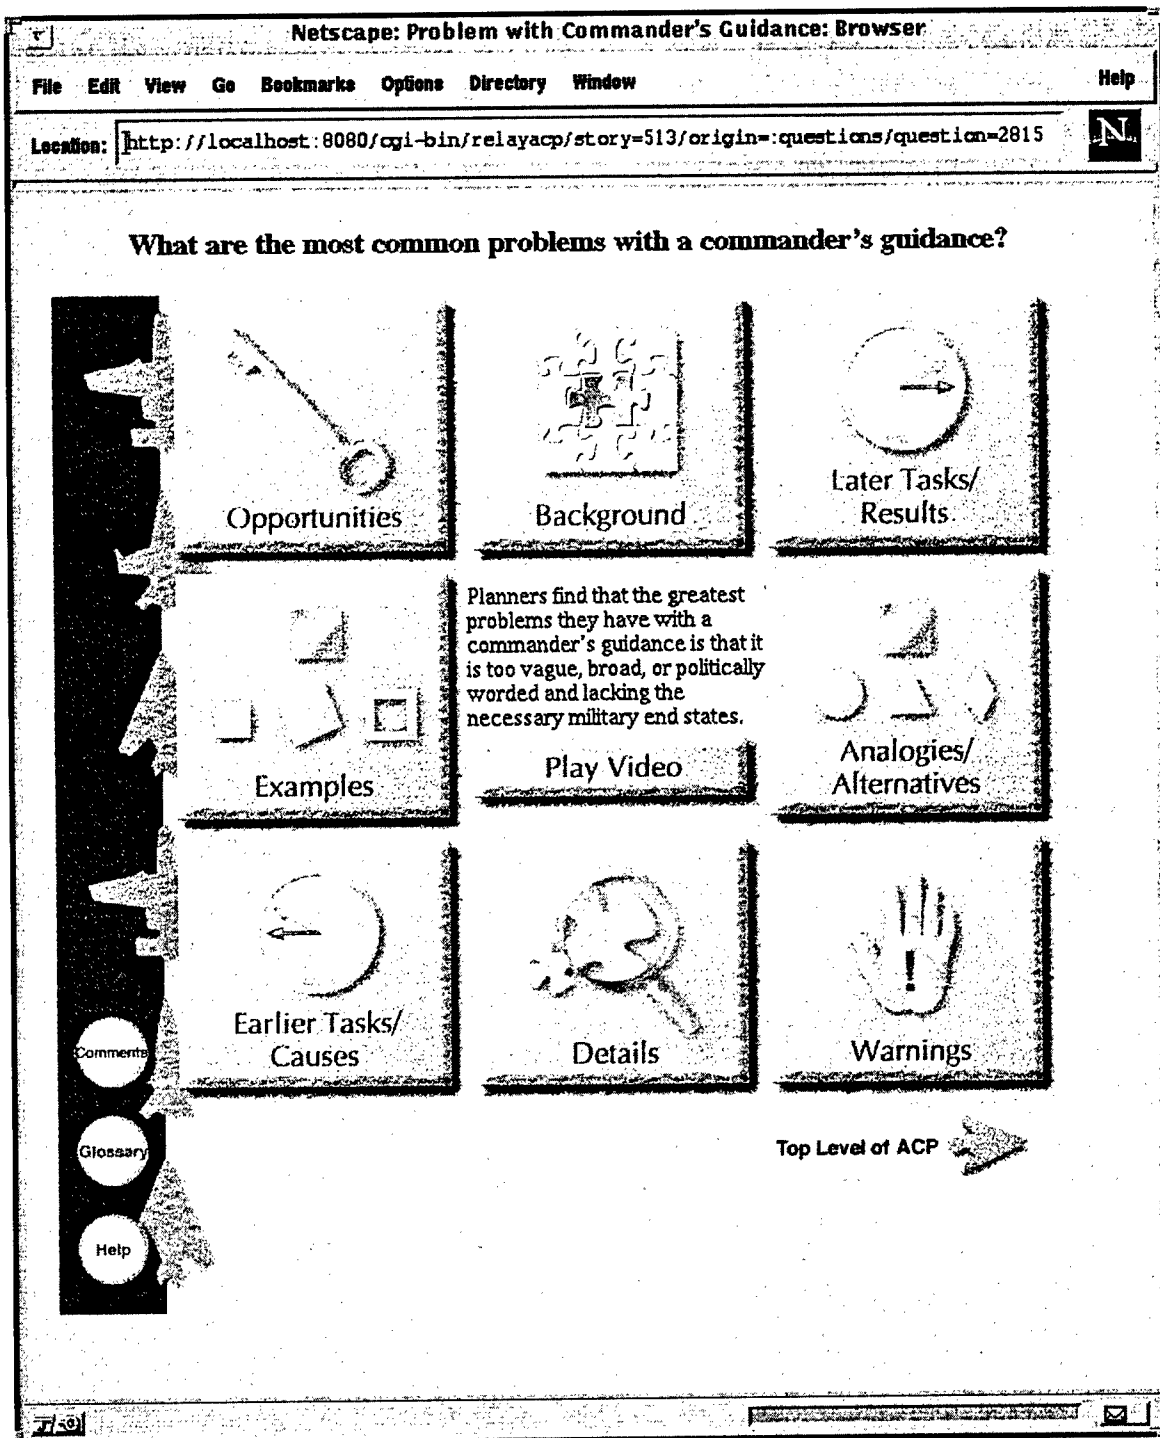 Netscape: Problem with Commander's Guidance: Browser
File Edit View Go Bookmarks Options Directory Window Help
Location: http://localhost:8080/cgi-bin/relayacp/story=513/origin=:questions/question=2815
N
What are the most common problems with a commander's guidance?
Opportunities
Background
Later Tasks/
Results
Examples
Planners find that the greatest
problems they have with a
commander's guidance is that it
is too vague, broad, or politically
worded and lacking the
necessary military end states.
Play Video
Analogies/
Alternatives
Earlier Tasks/
Causes
Details
!
Warnings
Comments
Glossary
Help
Top Level of ACP